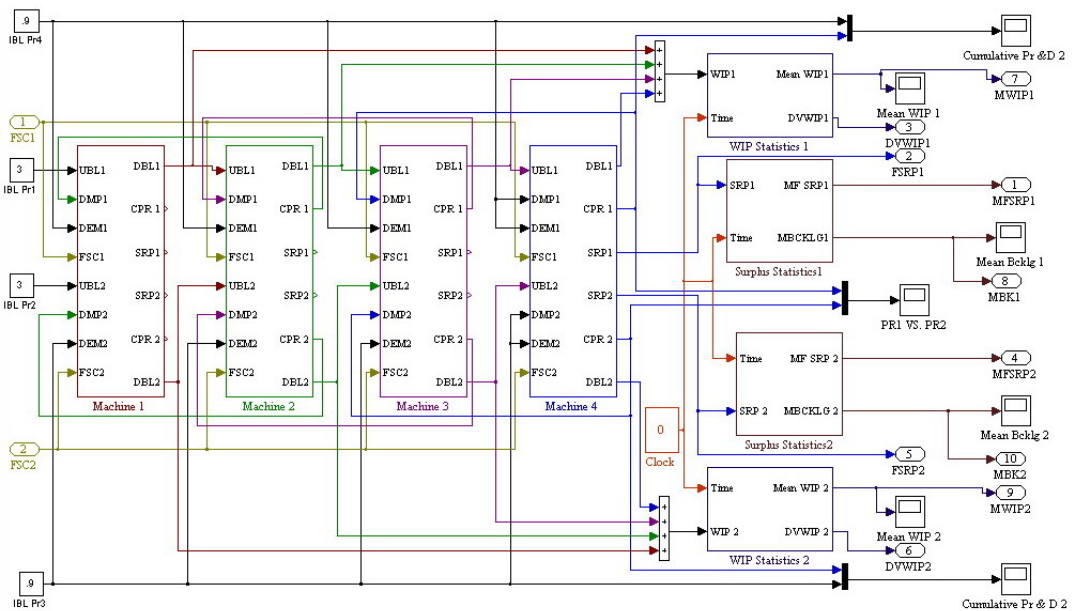 .9
IBL Pr4
Cumulative Pr &D 2
+
+
+
+
WIP1
Mean WIP1
Time
DVWIP1
WIP Statistics 1
7
MWIP1
Mean WIP 1
3
DVWIP1
2
FSRP1
1
FSC1
3
IBL Pr1
UBL1
DMP1
DEM1
FSC1
UBL2
DMP2
DEM2
FSC2
DBL1
CPR 1
SRP1
SRP2
CPR 2
DBL2
Machine 1
UBL1
DMP1
DEM1
FSC1
UBL2
DMP2
DEM2
FSC2
DBL1
CPR 1
SRP1
SRP2
CPR 2
DBL2
Machine 2
UBL1
DMP1
DEM1
FSC1
UBL2
DMP2
DEM2
FSC2
DBL1
CPR 1
SRP1
SRP2
CPR 2
DBL2
Machine 3
UBL1
DMP1
DEM1
FSC1
UBL2
DMP2
DEM2
FSC2
DBL1
CPR 1
SRP1
SRP2
CPR 2
DBL2
Machine 4
SRP1
MF SRP1
Time
MBCKLG1
Surplus Statistics1
1
MFSRP1
Mean Bcklg 1
8
MBK1
3
IBL Pr2
PR1 VS. PR2
Time
MF SRP 2
SRP 2
MBCKLG 2
Surplus Statistics2
4
MFSRP2
Mean Bcklg 2
10
MBK2
0
Clock
2
FSC2
5
FSRP2
Time
Mean WIP 2
WIP 2
DVWIP 2
WIP Statistics 2
+
+
+
+
9
MWIP2
Mean WIP 2
6
DVWIP2
.9
IBL Pr3
Cumulative Pr & D 2